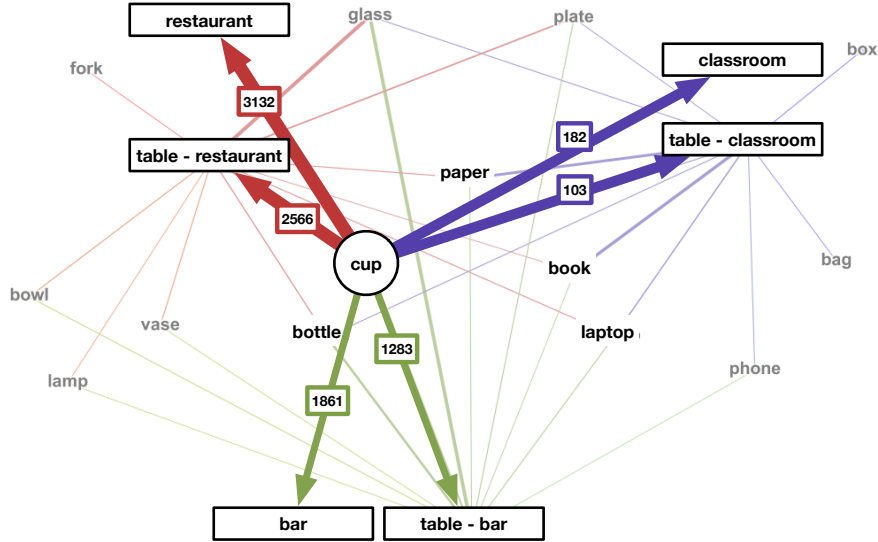 restaurant
glass
plate
classroom
box
fork
3132
182
table - restaurant
table - classroom
paper
103
2566
cup
book
bag
bowl
vase
bottle
1283
laptop
lamp
phone
1861
bar
table - bar